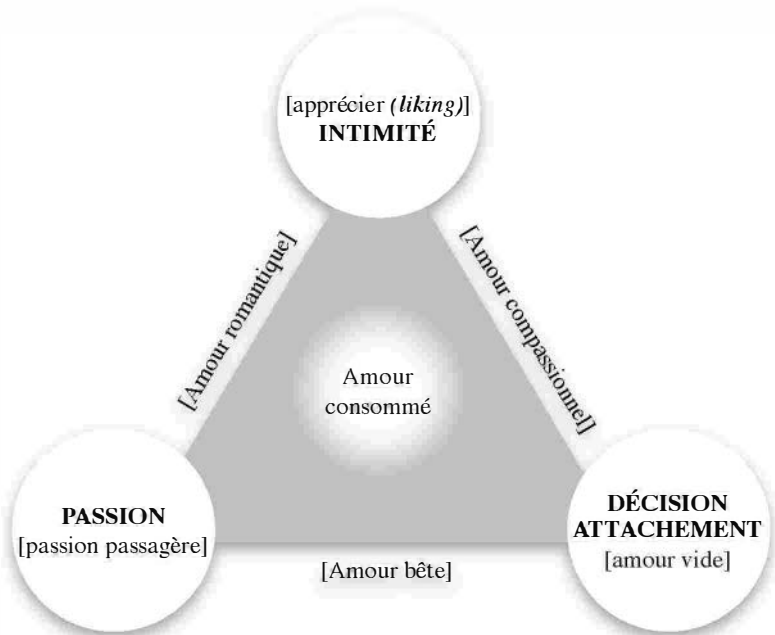 [apprécier (liking)]
INTIMITÉ
[Amour romantique]
[Amour compassionnel]
Amour
consommé
PASSION
[passion passagère]
DÉCISION
ATTACHEMENT
[amour vide]
[Amour bête]